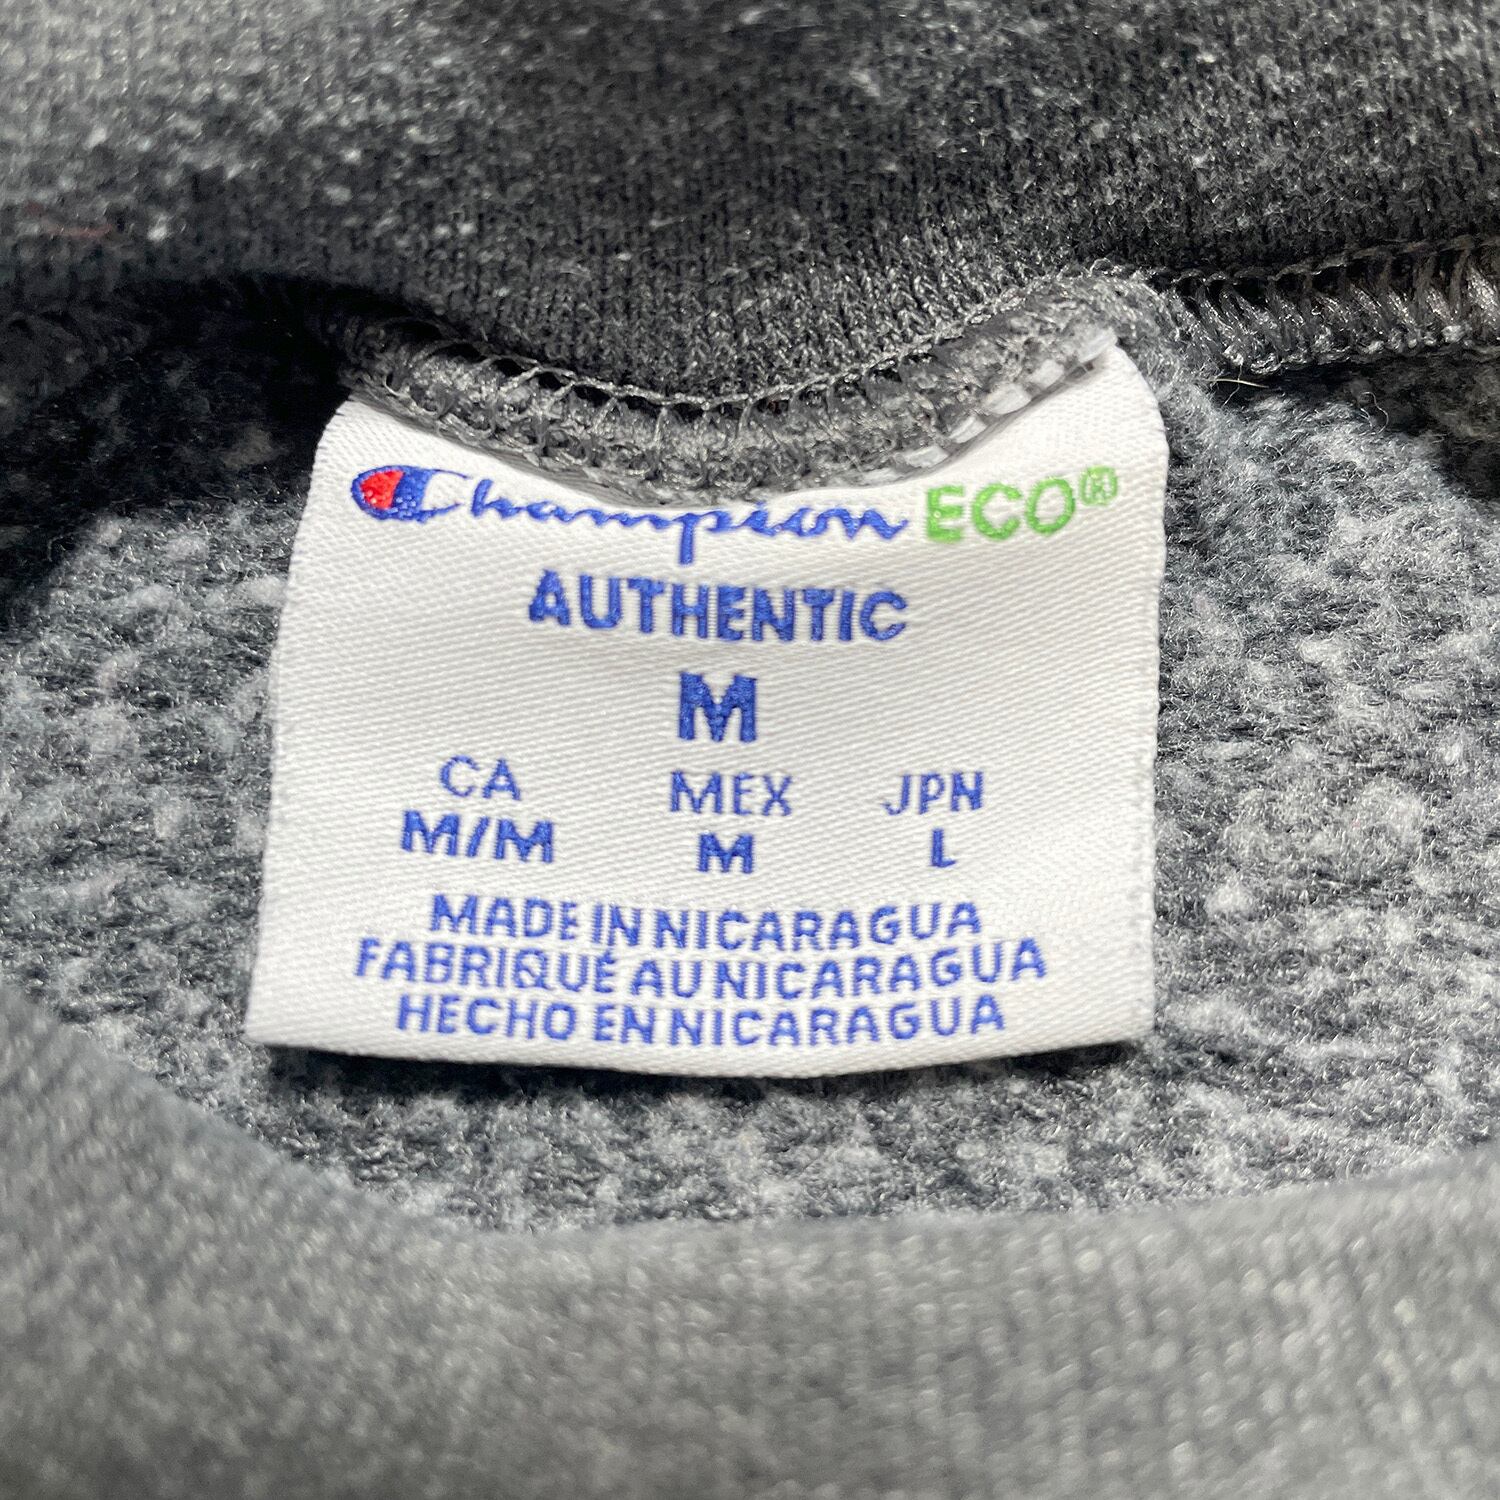 Champion ECO®
AUTHENTIC
M
CA MEX JPN
M/M M L
MADE IN NICARAGUA
FABRIQUÉ AU NICARAGUA
HECHO EN NICARAGUA